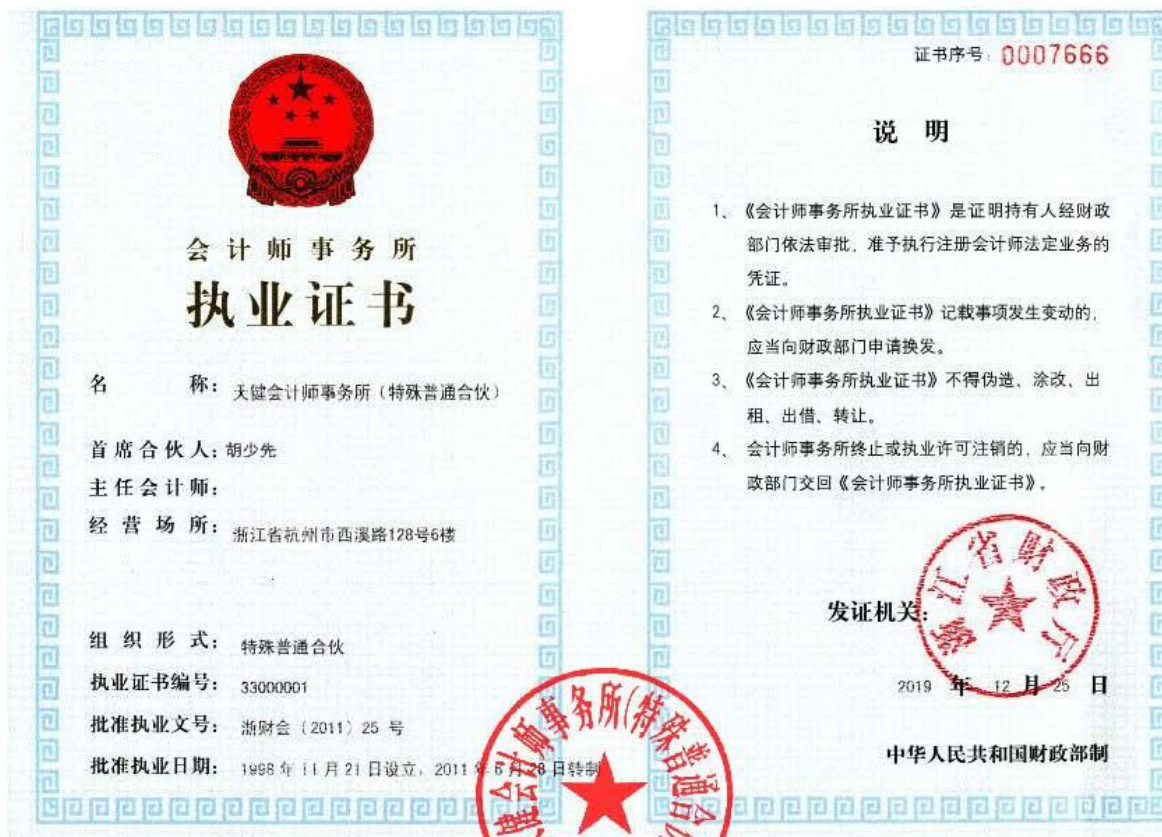 会计师事务所
执业证书
名 称：天健会计师事务所（特殊普通合伙）
首席合伙人：胡少先
主任会计师：
经营场所：浙江省杭州市西溪路128号6楼
组织形式：特殊普通合伙
执业证书编号：33000001
批准执业文号：浙财会（2011）25 号
批准执业日期：1998年11月21日设立，2011年6月28日转制
健会计师事务所(特殊普通合伙
证书序号：0007666
说 明
1、《会计师事务所执业证书》是证明持有人经财政
部门依法审批，准予执行注册会计师法定业务的
凭证。
2、《会计师事务所执业证书》记载事项发生变动的，
应当向财政部门申请换发。
3、《会计师事务所执业证书》不得伪造、涂改、出
租、出借、转让。
4、会计师事务所终止或执业许可注销的，应当向财
政部门交回《会计师事务所执业证书》。
发证机关：
浙江省财政厅
2019 年 12 月 25 日
中华人民共和国财政部制